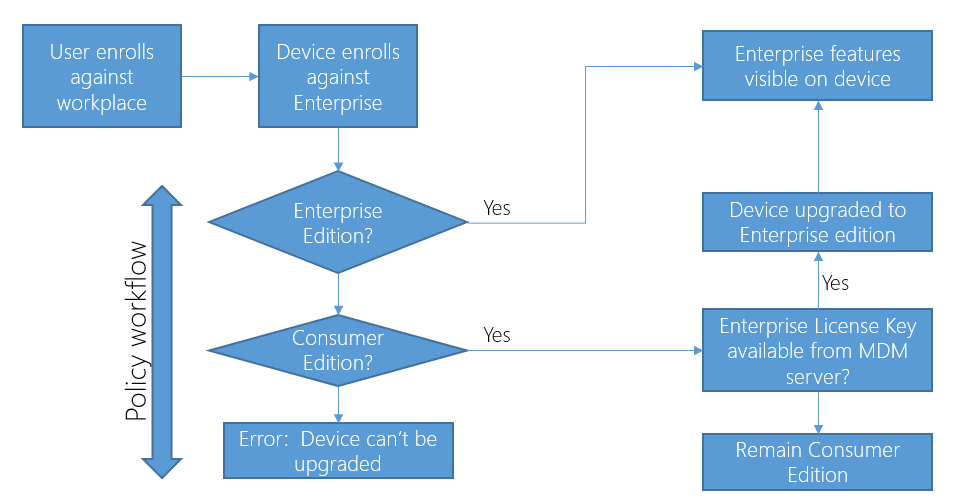 User enrolls
against
workplace
Device enrolls
against
Enterprise
Enterprise features
visible on device
Enterprise
Edition?
Yes
Device upgraded to
Enterprise edition
Yes
Policy workflow
Consumer
Edition?
Yes
Enterprise License Key
available from MDM
server?
Error:  Device can't be
upgraded
Remain Consumer
Edition